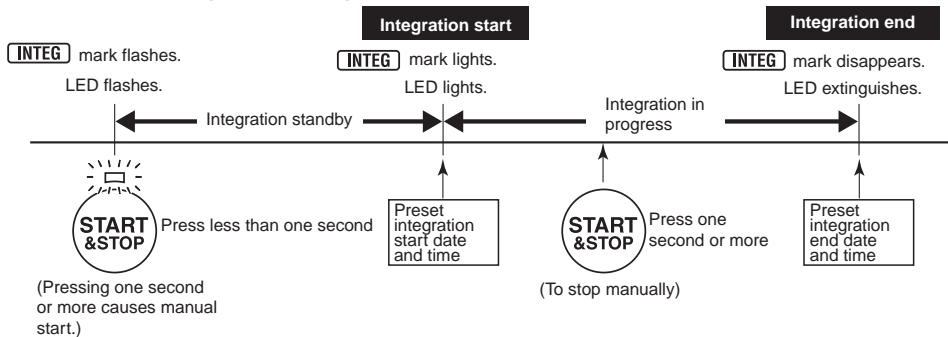 Integration start
Integration end
INTEG mark flashes.
LED flashes.
INTEG mark lights.
LED lights.
INTEG mark disappears.
LED extinguishes.
Integration standby
Integration in
progress
START
&STOP
Press less than one second
(Pressing one second
or more causes manual
start.)
Preset
integration
start date
and time
START
&STOP
Press one
second or more
(To stop manually)
Preset
integration
end date
and time